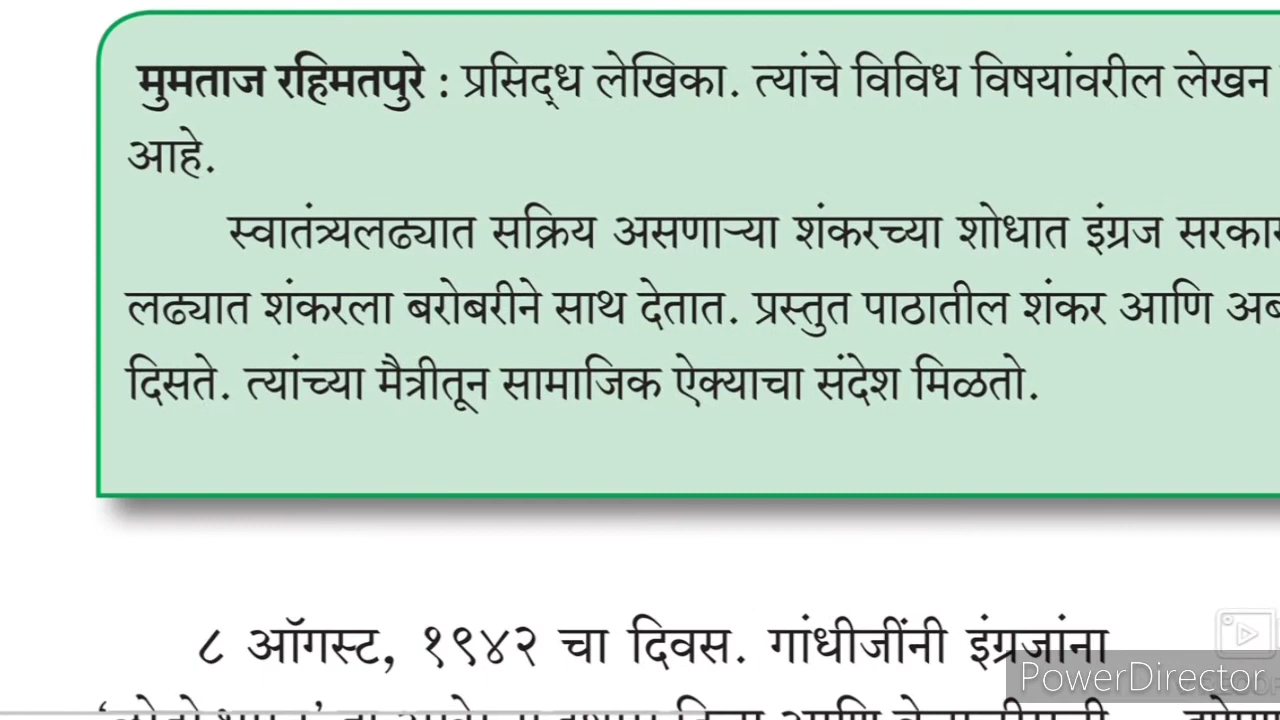 मुमताज रहिमतपुरे : प्रसिद्ध लेखिका. त्यांचे विविध विषयांवरील लेखन
आहे.
स्वातंत्र्यलढ्यात सक्रिय असणाऱ्या शंकरच्या शोधात इंग्रज सरकार
लढ्यात शंकरला बरोबरीने साथ देतात. प्रस्तुत पाठातील शंकर आणि
दिसते. त्यांच्या मैत्रीतून सामाजिक ऐक्याचा संदेश मिळतो.
८ ऑगस्ट, १९४२ चा दिवस. गांधीजींनी इंग्रजांना
PowerDirector